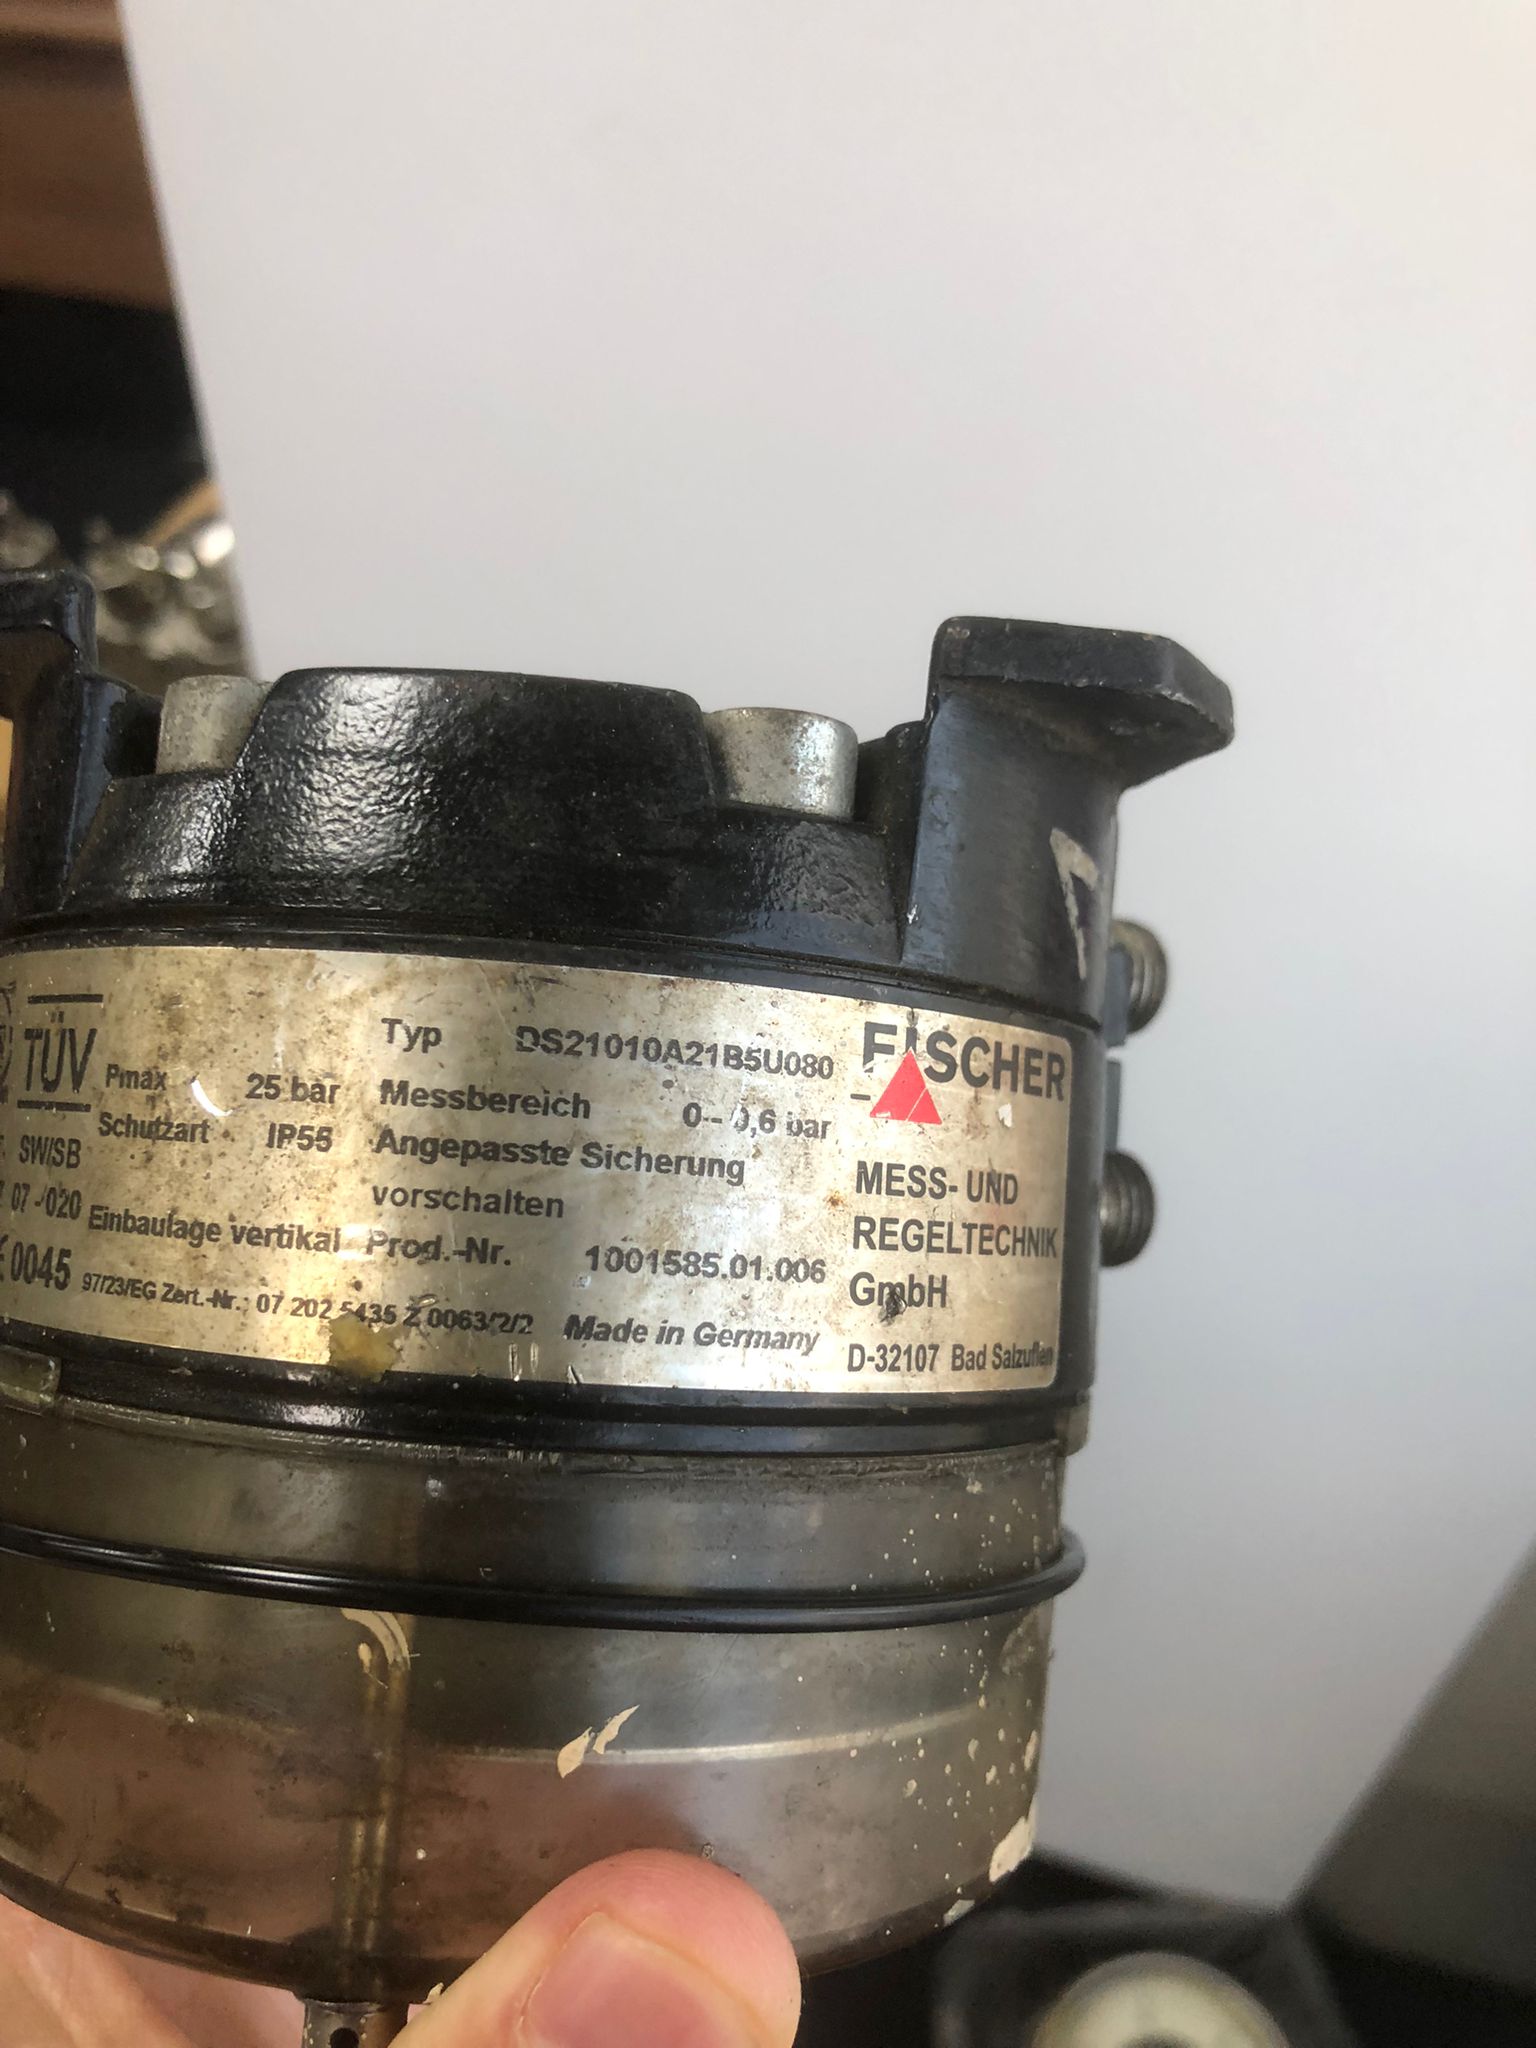 TÜV
Pmax 25 bar
Schutzart IP55
SW/SB
07 -020
Einbaulage vertikal
0045
97/23/EG Zert.-Nr.: 07 202 5435 Z 0063/2/2
Typ DS21010A21B5U080
Messbereich 0-- 0,6 bar
Angepasste Sicherung
vorschalten
Prod.-Nr. 1001585.01.006
Made in Germany
FISCHER
MESS- UND
REGELTECHNIK
GmbH
D-32107 Bad Salzuflen